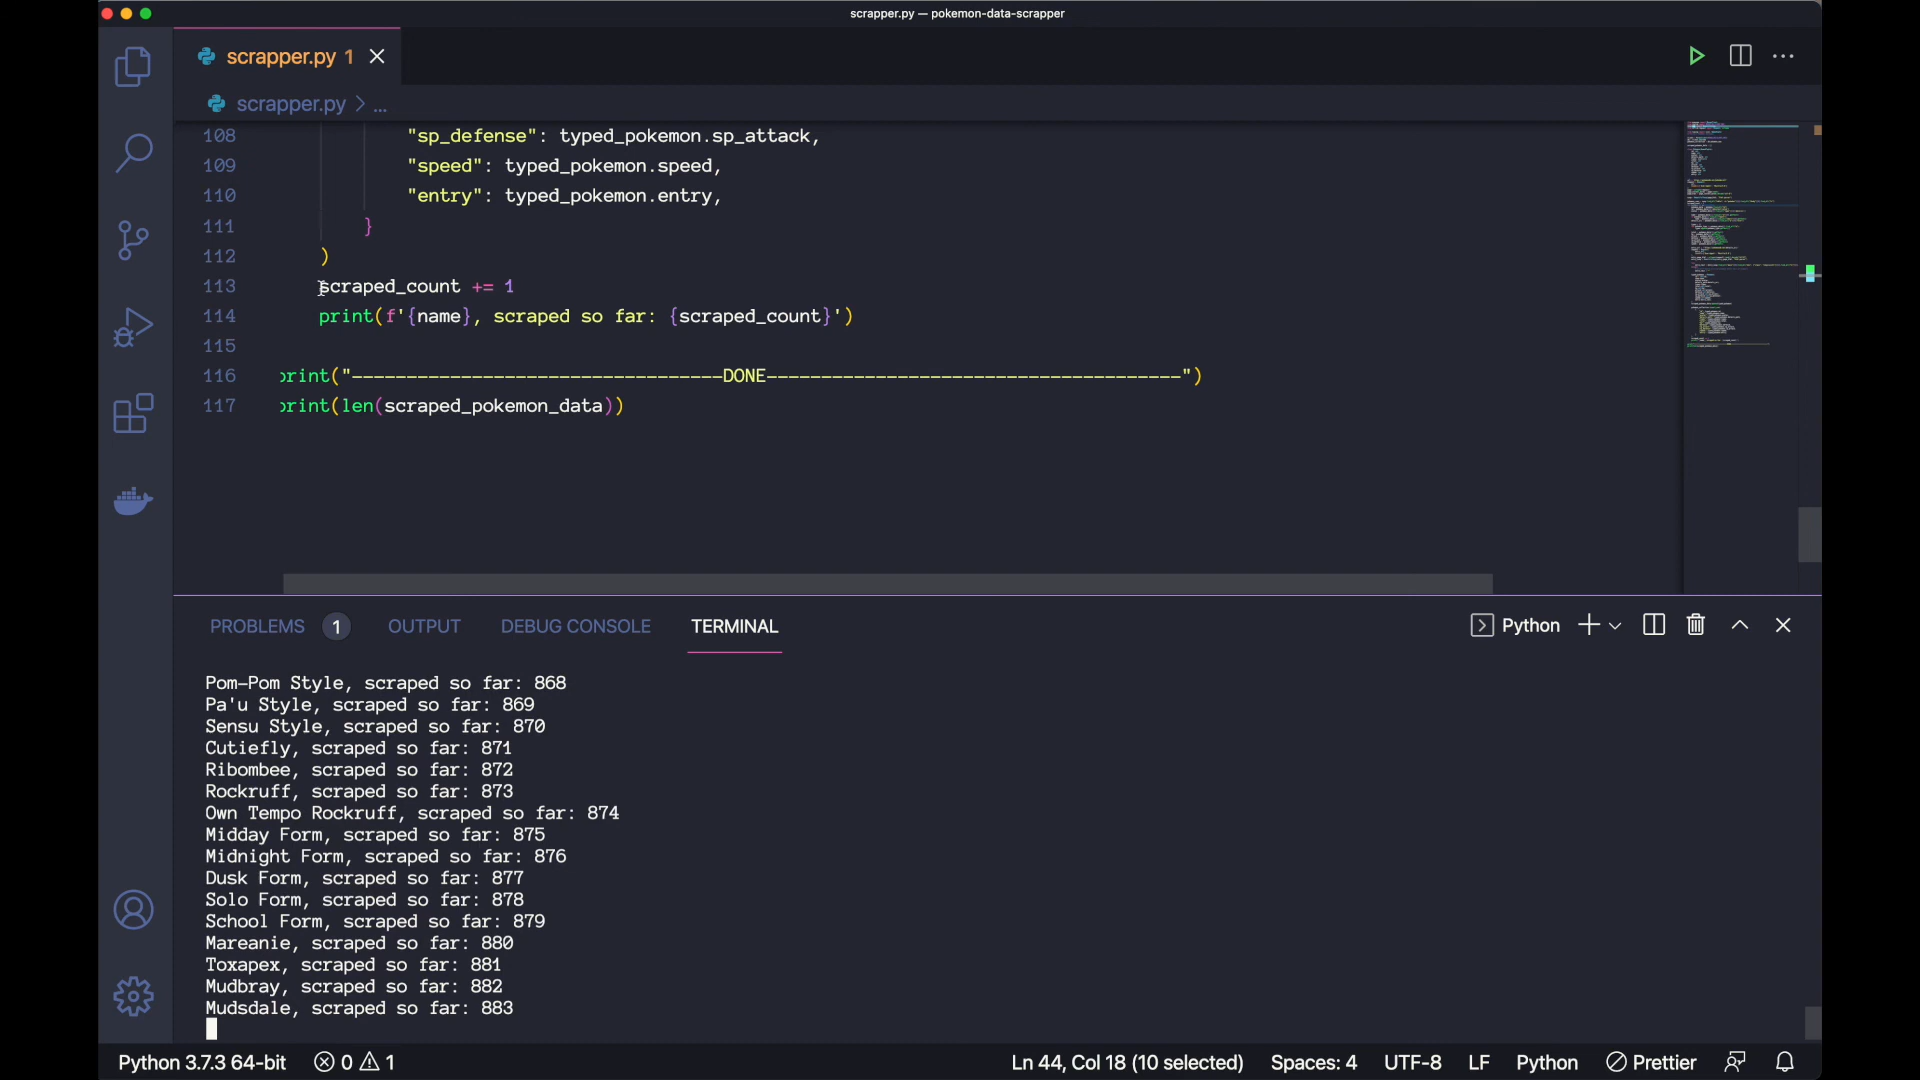 scrapper.py — pokemon-data-scrapper
scrapper.py 1
scrapper.py > ...
108 "sp_defense": typed_pokemon.sp_attack,
109 "speed": typed_pokemon.speed,
110 "entry": typed_pokemon.entry,
111 }
112 )
113 scraped_count += 1
114 print(f'{name}, scraped so far: {scraped_count}')
115
116 print("----------------------------------DONE--------------------------------------")
117 print(len(scraped_pokemon_data))
PROBLEMS 1 OUTPUT DEBUG CONSOLE TERMINAL Python
Pom-Pom Style, scraped so far: 868
Pa'u Style, scraped so far: 869
Sensu Style, scraped so far: 870
Cutiefly, scraped so far: 871
Ribombee, scraped so far: 872
Rockruff, scraped so far: 873
Own Tempo Rockruff, scraped so far: 874
Midday Form, scraped so far: 875
Midnight Form, scraped so far: 876
Dusk Form, scraped so far: 877
Solo Form, scraped so far: 878
School Form, scraped so far: 879
Mareanie, scraped so far: 880
Toxapex, scraped so far: 881
Mudbray, scraped so far: 882
Mudsdale, scraped so far: 883
Python 3.7.3 64-bit 0 1 Ln 44, Col 18 (10 selected) Spaces: 4 UTF-8 LF Python Prettier